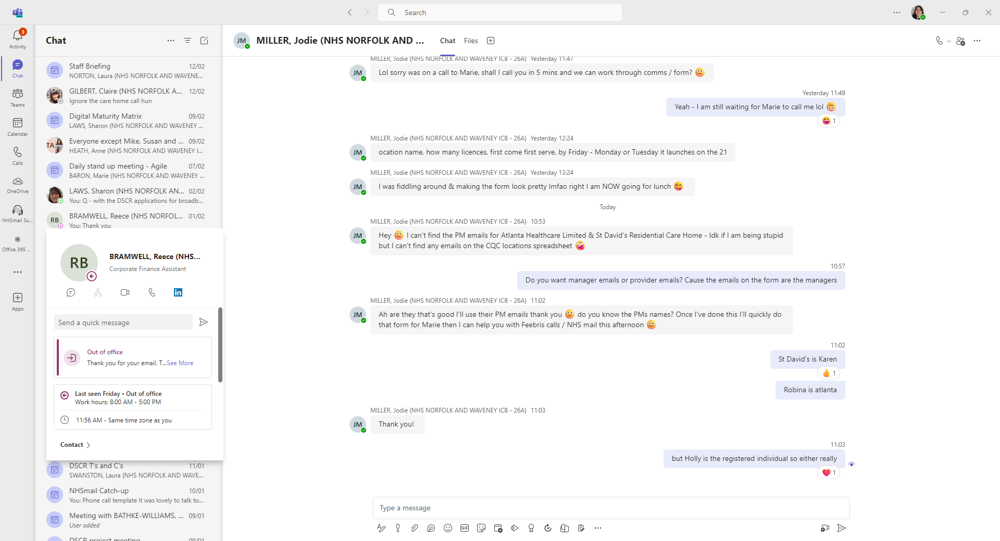 Search
3
Activity
Chat
Teams
Calendar
Calls
OneDrive
NHSmail Su...
Office 365 ...
Apps
Chat
Staff Briefing 12/02
NORTON, Laura (NHS NORFOLK AND WAVENE...
GILBERT, Claire (NHS NORFOLK A... 12/02
Ignore the care home call hun
Digital Maturity Matrix 09/02
LAWS, Sharon (NHS NORFOLK AND WAVENEY ...
TA
Everyone except Mike, Susan and ... 09/02
HEATH, Anne (NHS NORFOLK AND WAVENEY I...
Daily stand up meeting - Agile 07/02
BARON, Marie (NHS NORFOLK AND WAVENEY ...
LAWS, Sharon (NHS NORFOLK AN... 02/02
You: Q - with the DSCR applications for broadb...
RB
BRAMWELL, Reece (NHS NORFOL... 01/02
You: Thank you
RB
BRAMWELL, Reece (NHS...
Corporate Finance Assistant
in
Send a quick message
Out of office
Thank you for your email. T...See More
Last seen Friday • Out of office
Work hours: 8:00 AM - 5:00 PM
11:56 AM - Same time zone as you
Contact
DSCR T's and C's 11/01
SWANSTON, Laura (NHS NORFOLK AND WAVE...
NHSmail Catch-up 10/01
You: Phone call template It was lovely to talk to...
Meeting with BATHKE-WILLIAMS, ... 09/01
User added
DSCR project meeting 09/01
JM
MILLER, Jodie (NHS NORFOLK AND ...
Chat Files
MILLER, Jodie (NHS NORFOLK AND WAVENEY ICB - 26A) Yesterday 11:47
JM
Lol sorry was on a call to Marie, shall I call you in 5 mins and we can work through comms / form? 🙂
Yesterday 11:49
Yeah - I am still waiting for Marie to call me lol 🙃
😆 1
MILLER, Jodie (NHS NORFOLK AND WAVENEY ICB - 26A) Yesterday 12:24
JM
ocation name, how many licences, first come first serve, by Friday - Monday or Tuesday it launches on the 21
MILLER, Jodie (NHS NORFOLK AND WAVENEY ICB - 26A) Yesterday 13:24
JM
I was fiddling around & making the form look pretty lmfao right I am NOW going for lunch 😋
Today
MILLER, Jodie (NHS NORFOLK AND WAVENEY ICB - 26A) 10:53
JM
Hey 🙂 I can't find the PM emails for Atlanta Healthcare Limited & St David's Residential Care Home - Idk if I am being stupid
but I can't find any emails on the CQC locations spreadsheet 🤪
10:57
Do you want manager emails or provider emails? Cause the emails on the form are the managers
MILLER, Jodie (NHS NORFOLK AND WAVENEY ICB - 26A) 11:02
JM
Ah are they that's good I'll use their PM emails thank you 🙂 do you know the PMs names? Once I've done this I'll quickly do
that form for Marie then I can help you with Feebris calls / NHS mail this afternoon 🙂
11:02
St David's is Karen
👍 1
Robina is atlanta
MILLER, Jodie (NHS NORFOLK AND WAVENEY ICB - 26A) 11:03
JM
Thank you!
11:03
but Holly is the registered individual so either really
❤️ 1
Type a message
GIF